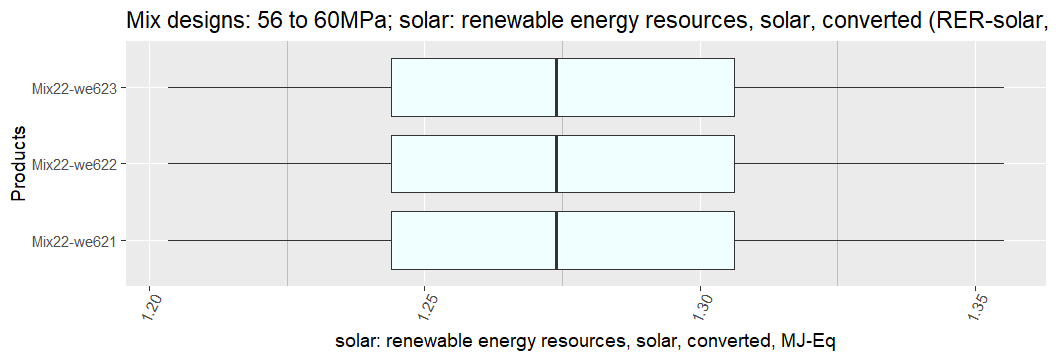 Mix designs: 56 to 60MPa; solar: renewable energy resources, solar, converted (RER-solar,
Products
Mix22-we623
Mix22-we622
Mix22-we621
1.20
1.25
1.30
1.35
solar: renewable energy resources, solar, converted, MJ-Eq